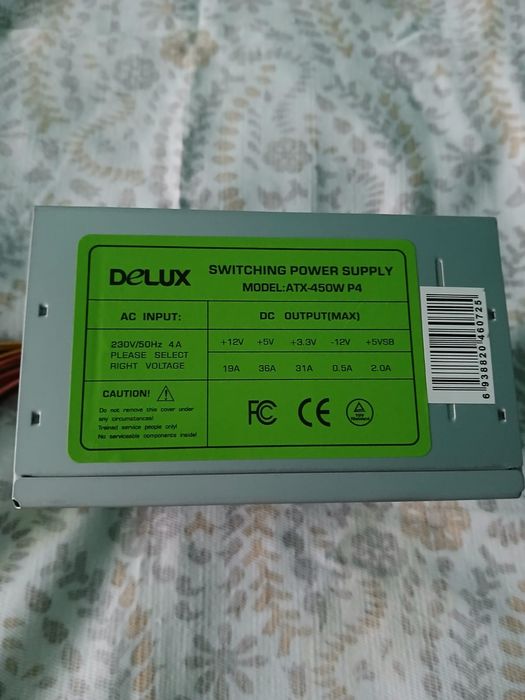 DeLUX
SWITCHING POWER SUPPLY
MODEL:ATX-450W P4
AC INPUT:
DC OUTPUT(MAX)
230V/50Hz 4A
PLEASE SELECT
RIGHT VOLTAGE
+12V +5V +3.3V -12V +5VSB
19A 36A 31A 0.5A 2.0A
CAUTION!
Do not remove this cover under
any circumstances!
Trained service people only!
No serviceable components inside!
FC CE
6 938820 460725